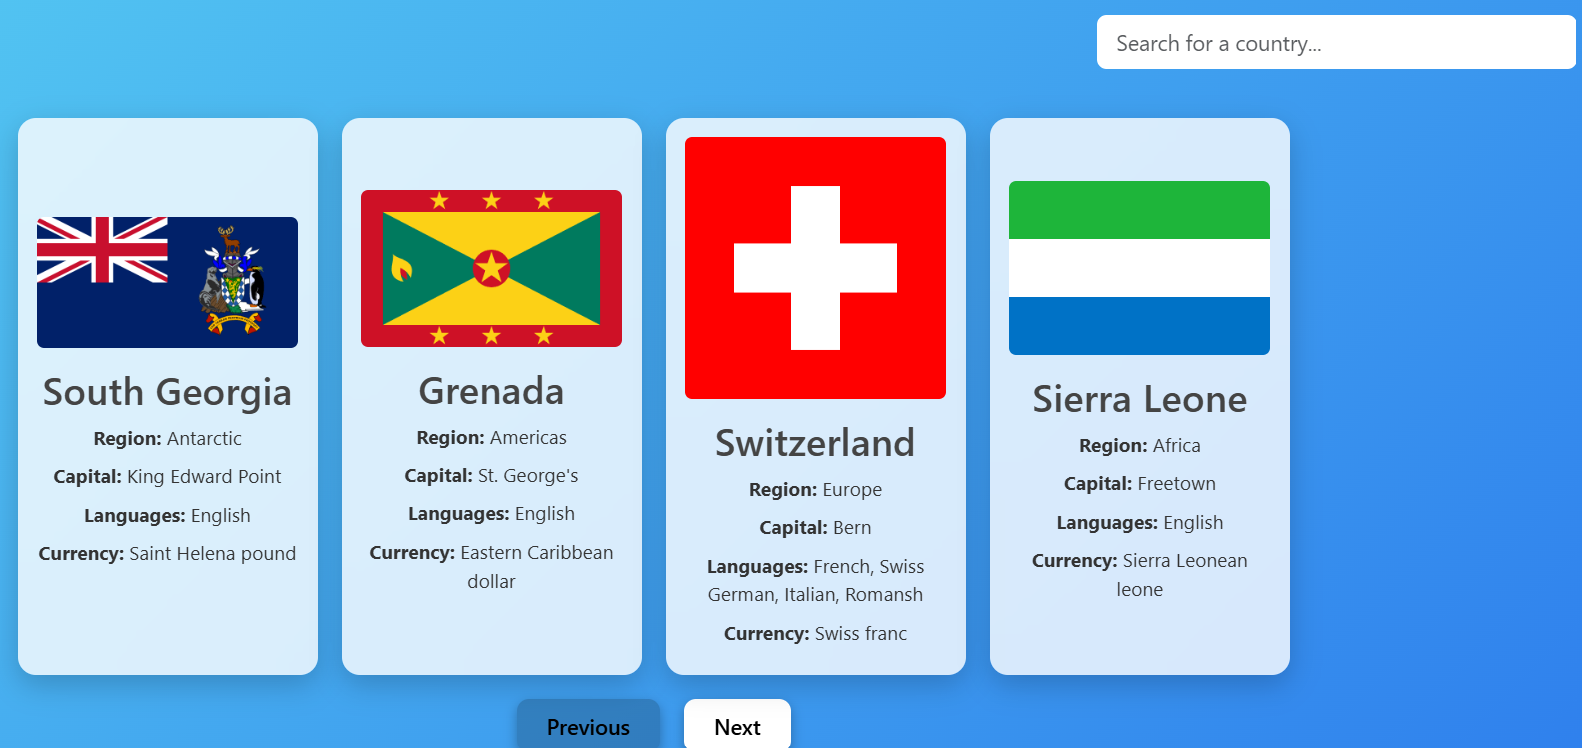 Search for a country...
South Georgia
Region: Antarctic
Capital: King Edward Point
Languages: English
Currency: Saint Helena pound
Grenada
Region: Americas
Capital: St. George's
Languages: English
Currency: Eastern Caribbean
dollar
Switzerland
Region: Europe
Capital: Bern
Languages: French, Swiss
German, Italian, Romansh
Currency: Swiss franc
Sierra Leone
Region: Africa
Capital: Freetown
Languages: English
Currency: Sierra Leonean
leone
Previous
Next